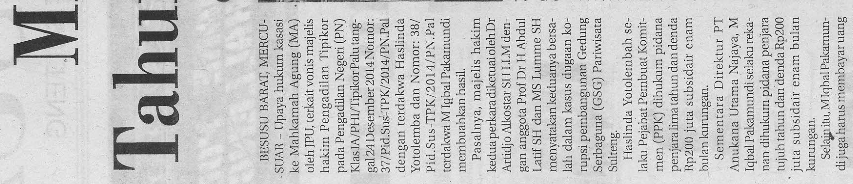 M
Tahu
BESUSU BARAT, MERCU-
SUAR - Upaya hukum kasasi
ke Mahkamah Agung (MA)
oleh JPU, terkait vonis majelis
hakim Pengadilan Tipikor
pada Pengadilan Negeri (PN)
KlasIA/PHI/Tipikor Palu tang-
gal 24 Desember 2014 Nomor:
37/Pid.Sus-TPK/2014/PN.Pal
dengan terdakwa Haslinda
Yotolemba dan Nomor: 38/
Pid.Sus-TPK/2014/PN.Pal
terdakwa M Iqbal Pakamundi
membuahkan hasil.
Pasalnya, majelis hakim
kedua perkara diketuai oleh Dr
Artidjo Alkostar SH LLM den-
gan anggota Prof Dr H Abdul
Latif SH dan MS Lumme SH
menyatakan keduanya bersa-
lah dalam kasus dingaan ko-
rupsi pembangunan Gedung
Serbaguna (GSG) Pariwisata
Sulteng.
Haslinda Yotolembah se-
laku Pejabat Pembuat Komit-
men (PPK) dihukum pidana
penjara lima tahun dan denda
Rp200 juta subsidair enam
bulan kurungan.
Sementara Direktur PT
Anukana Utama Najaya, M
Iqbal Pakamundi selaku reka-
nan dihukum pidana penjara
tujuh tahun dan denda Rp200
juta subsidair enam bulan
kurungan.
Selain itu, M Iqbal Pakamun-
di juga harus membayar uang